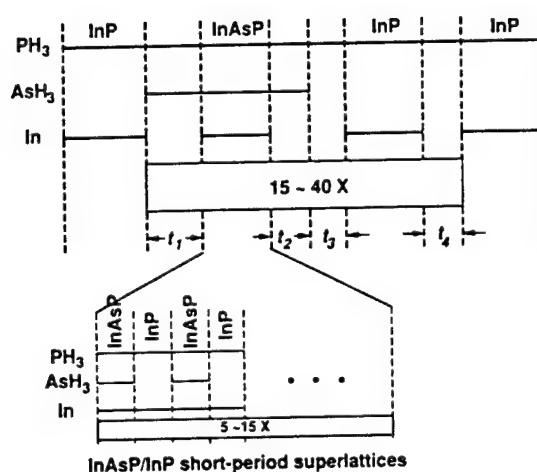 InP InAsP InP InP
PH3
AsH3
In
15 ~ 40 X
t1 t2 t3 t4
InAsP InP InAsP InP
PH3
AsH3
In
• • •
5 ~15 X
InAsP/InP short-period superlattices